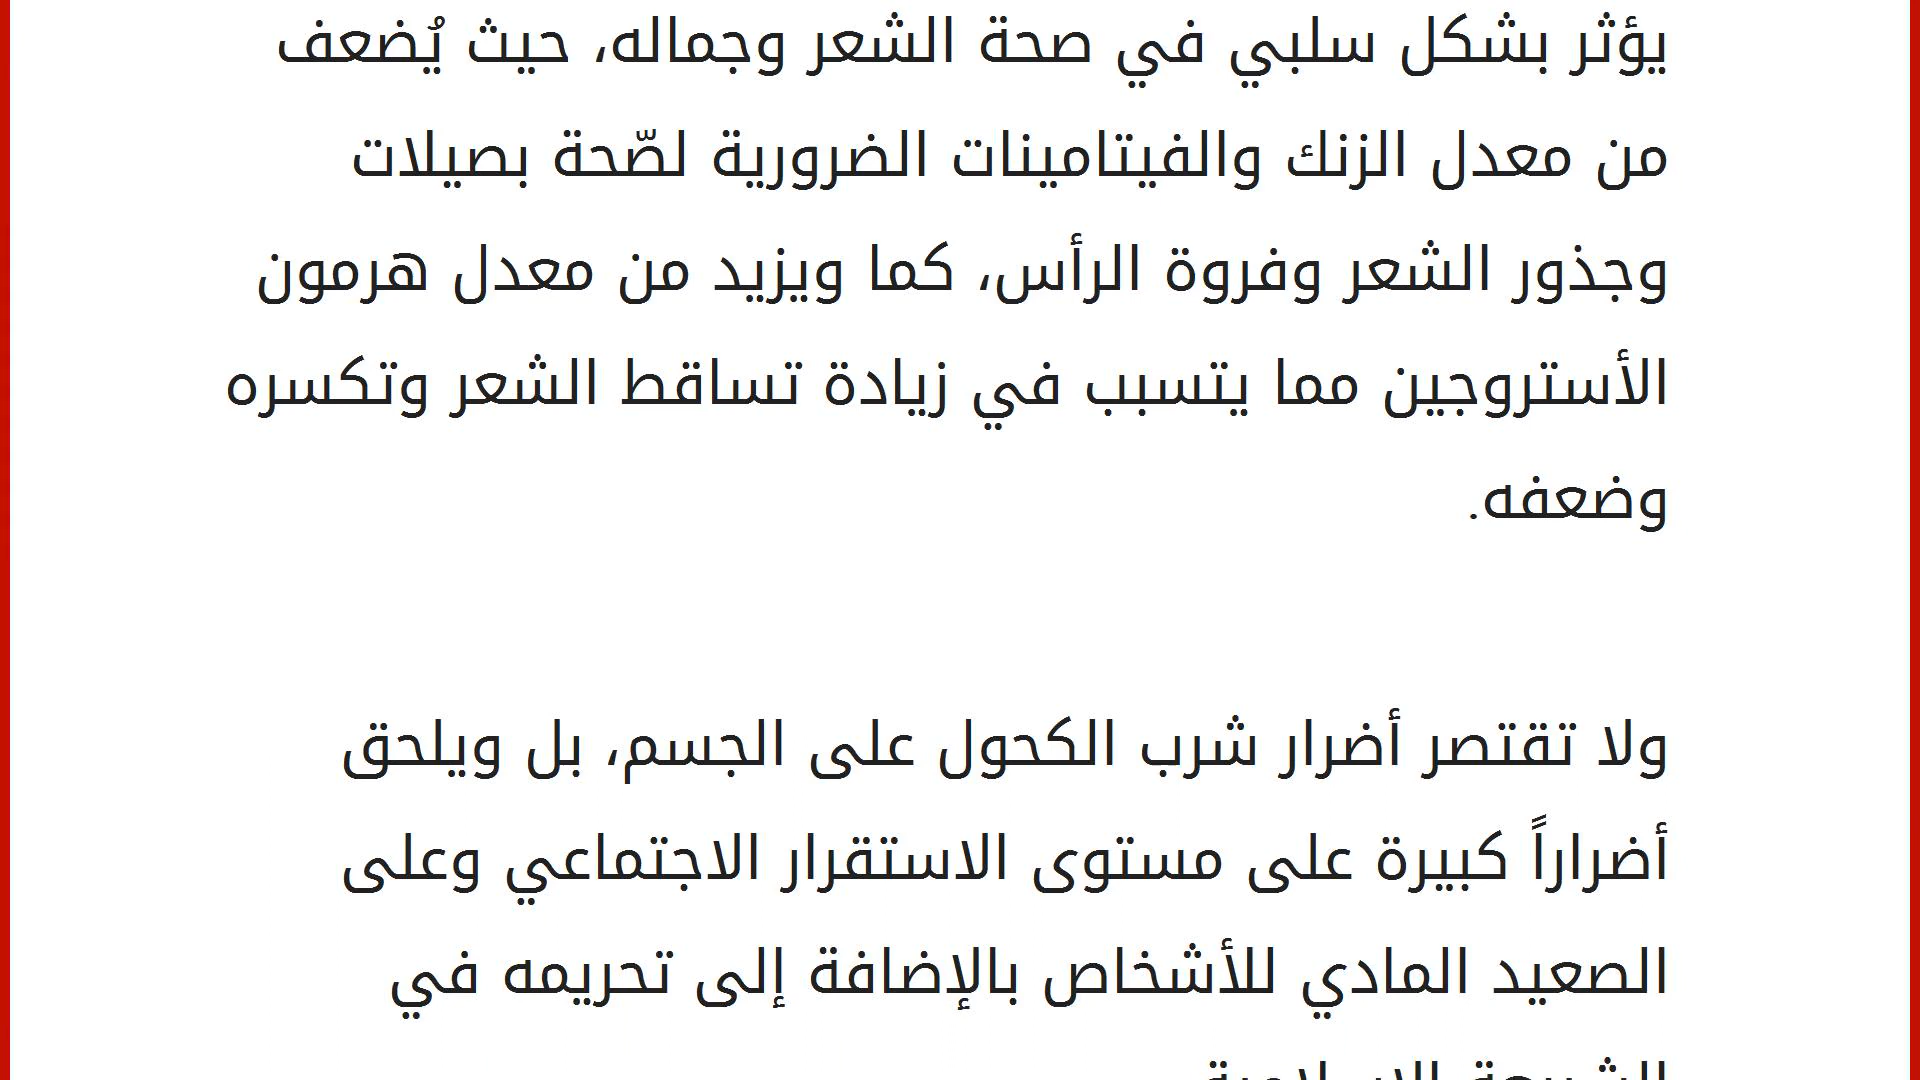 يؤثر بشكل سلبي في صحة الشعر وجماله، حيث يُضعف
من معدل الزنك والفيتامينات الضرورية لصّحة بصيلات
وجذور الشعر وفروة الرأس، كما ويزيد من معدل هرمون
الأستروجين مما يتسبب في زيادة تساقط الشعر وتكسره
وضعفه.
ولا تقتصر أضرار شرب الكحول على الجسم، بل ويلحق
أضراراً كبيرة على مستوى الاستقرار الاجتماعي وعلى
الصعيد المادي للأشخاص بالإضافة إلى تحريمه في
الشريعة الإسلامية